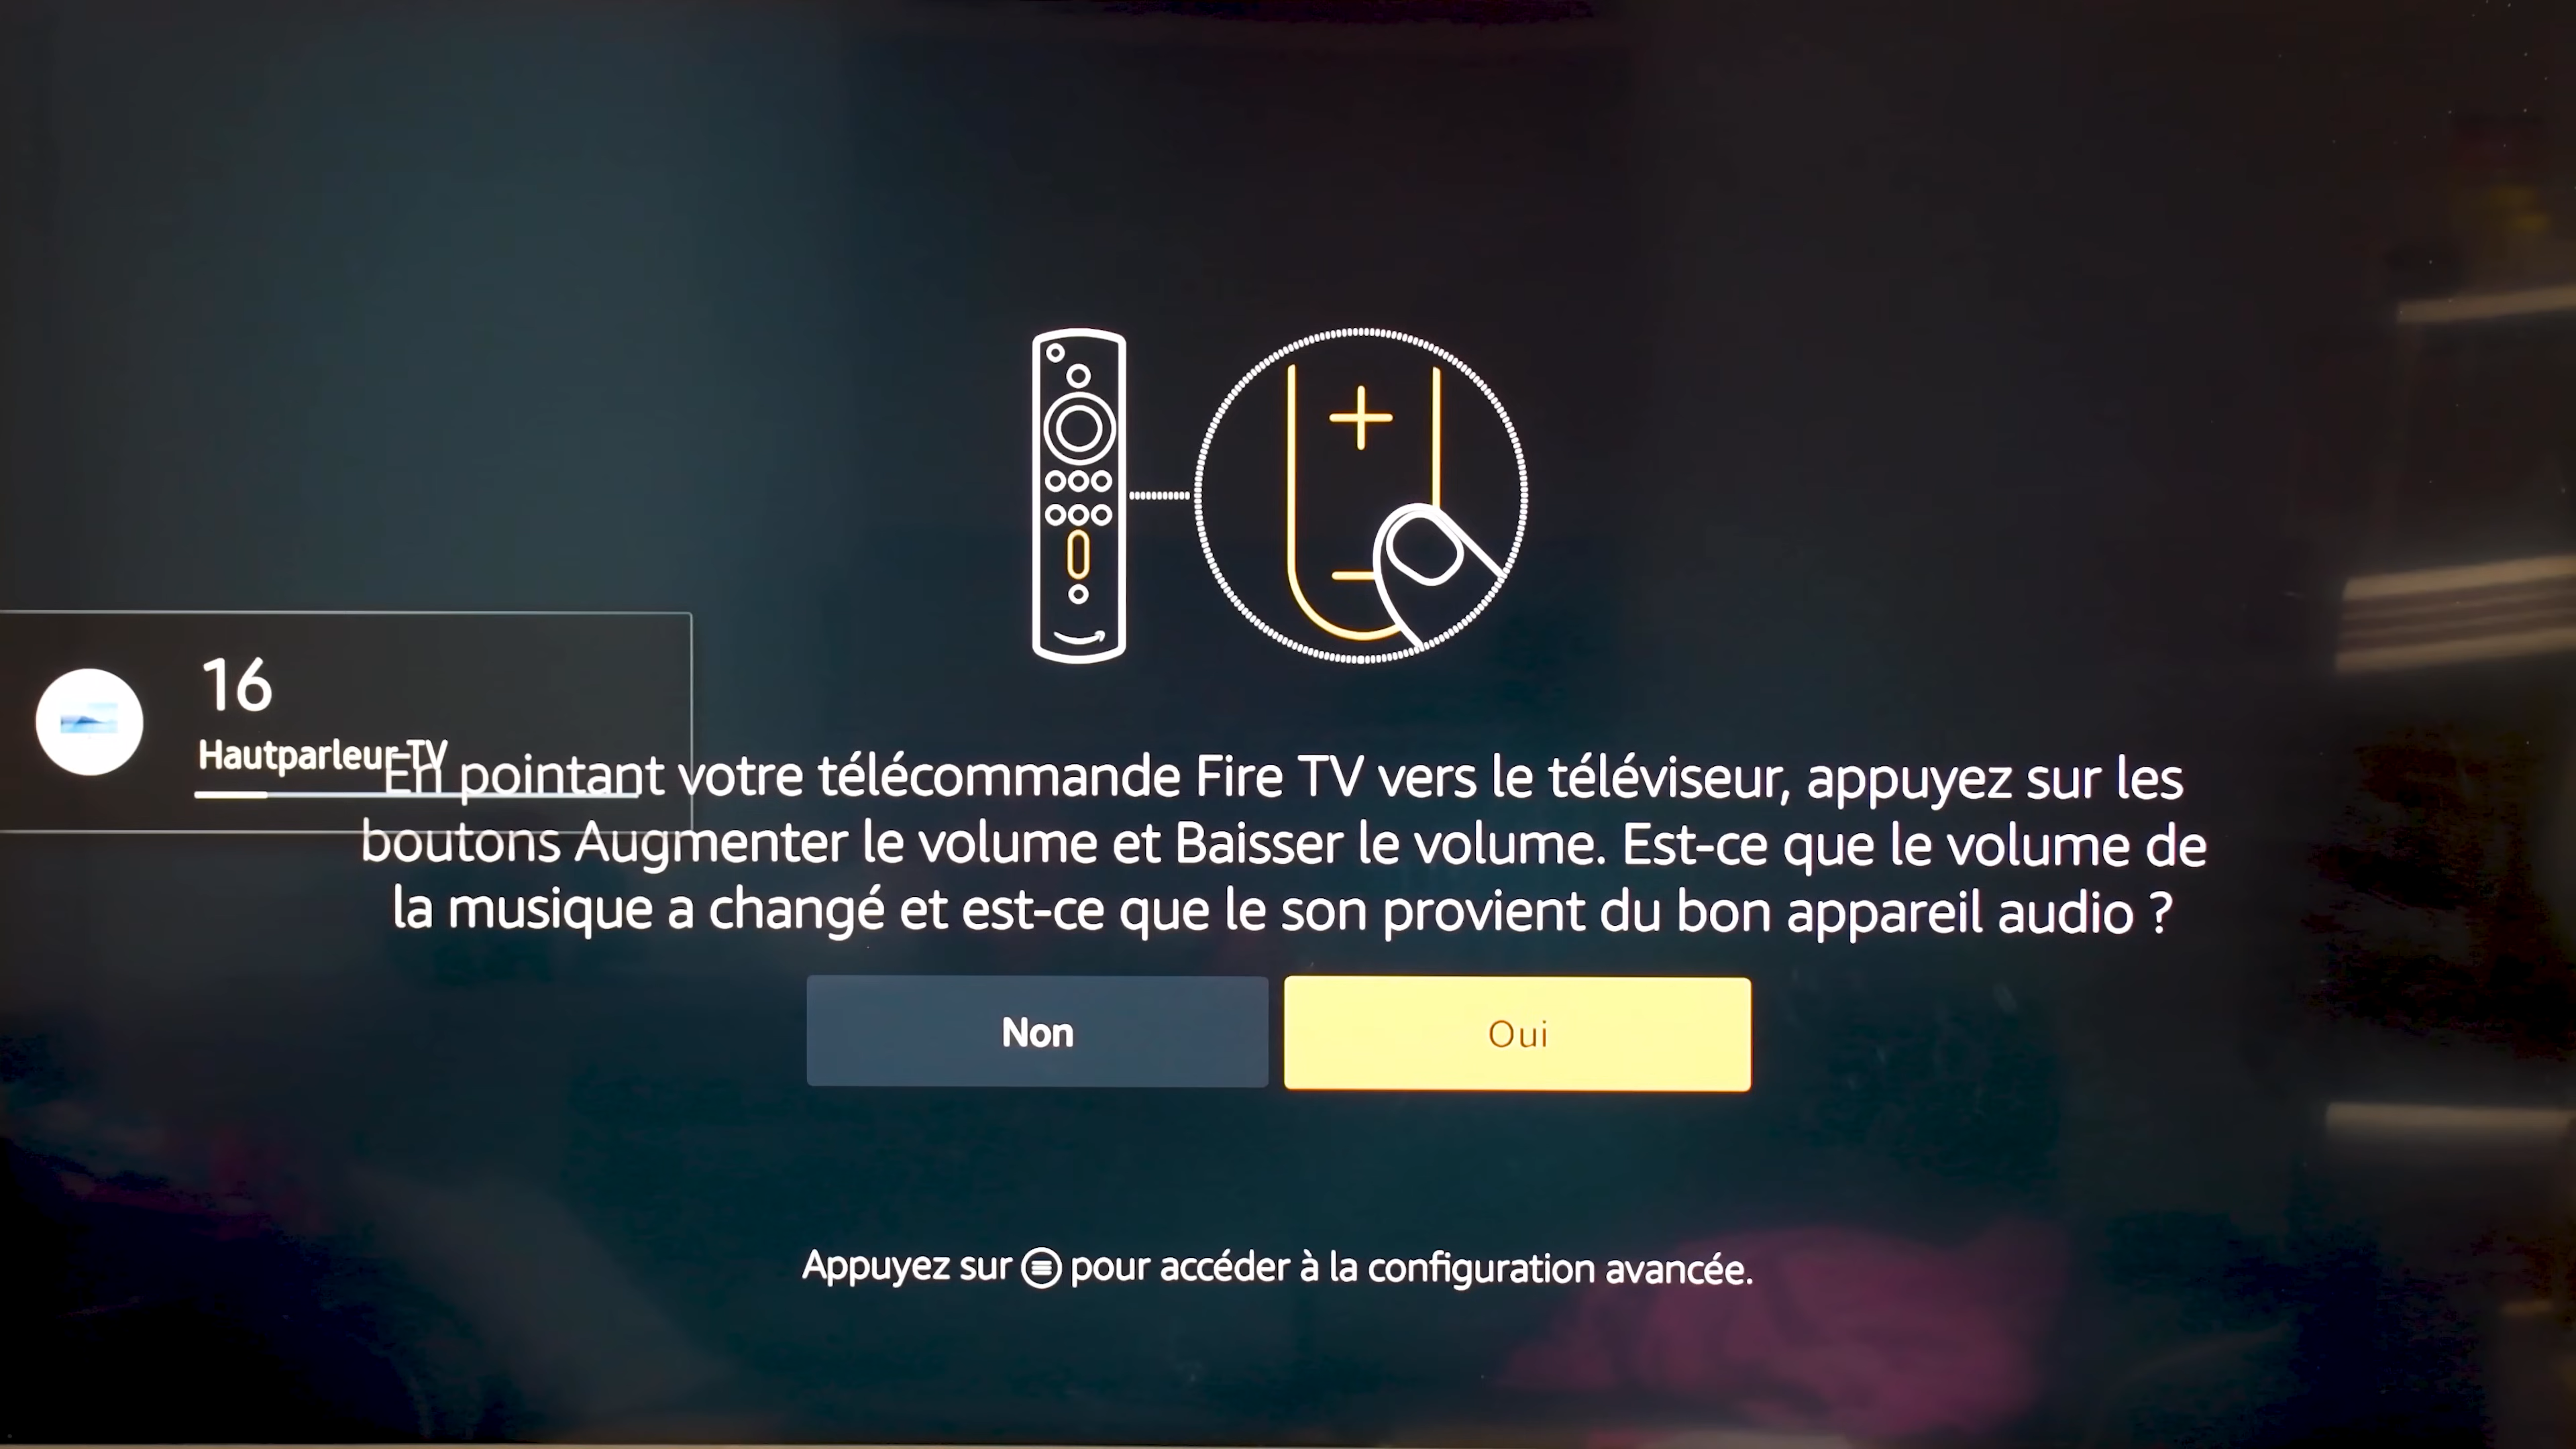 16
Hautparleur-TV
En pointant votre télécommande Fire TV vers le téléviseur, appuyez sur les
boutons Augmenter le volume et Baisser le volume. Est-ce que le volume de
la musique a changé et est-ce que le son provient du bon appareil audio ?
Non
Oui
Appuyez sur pour accéder à la configuration avancée.